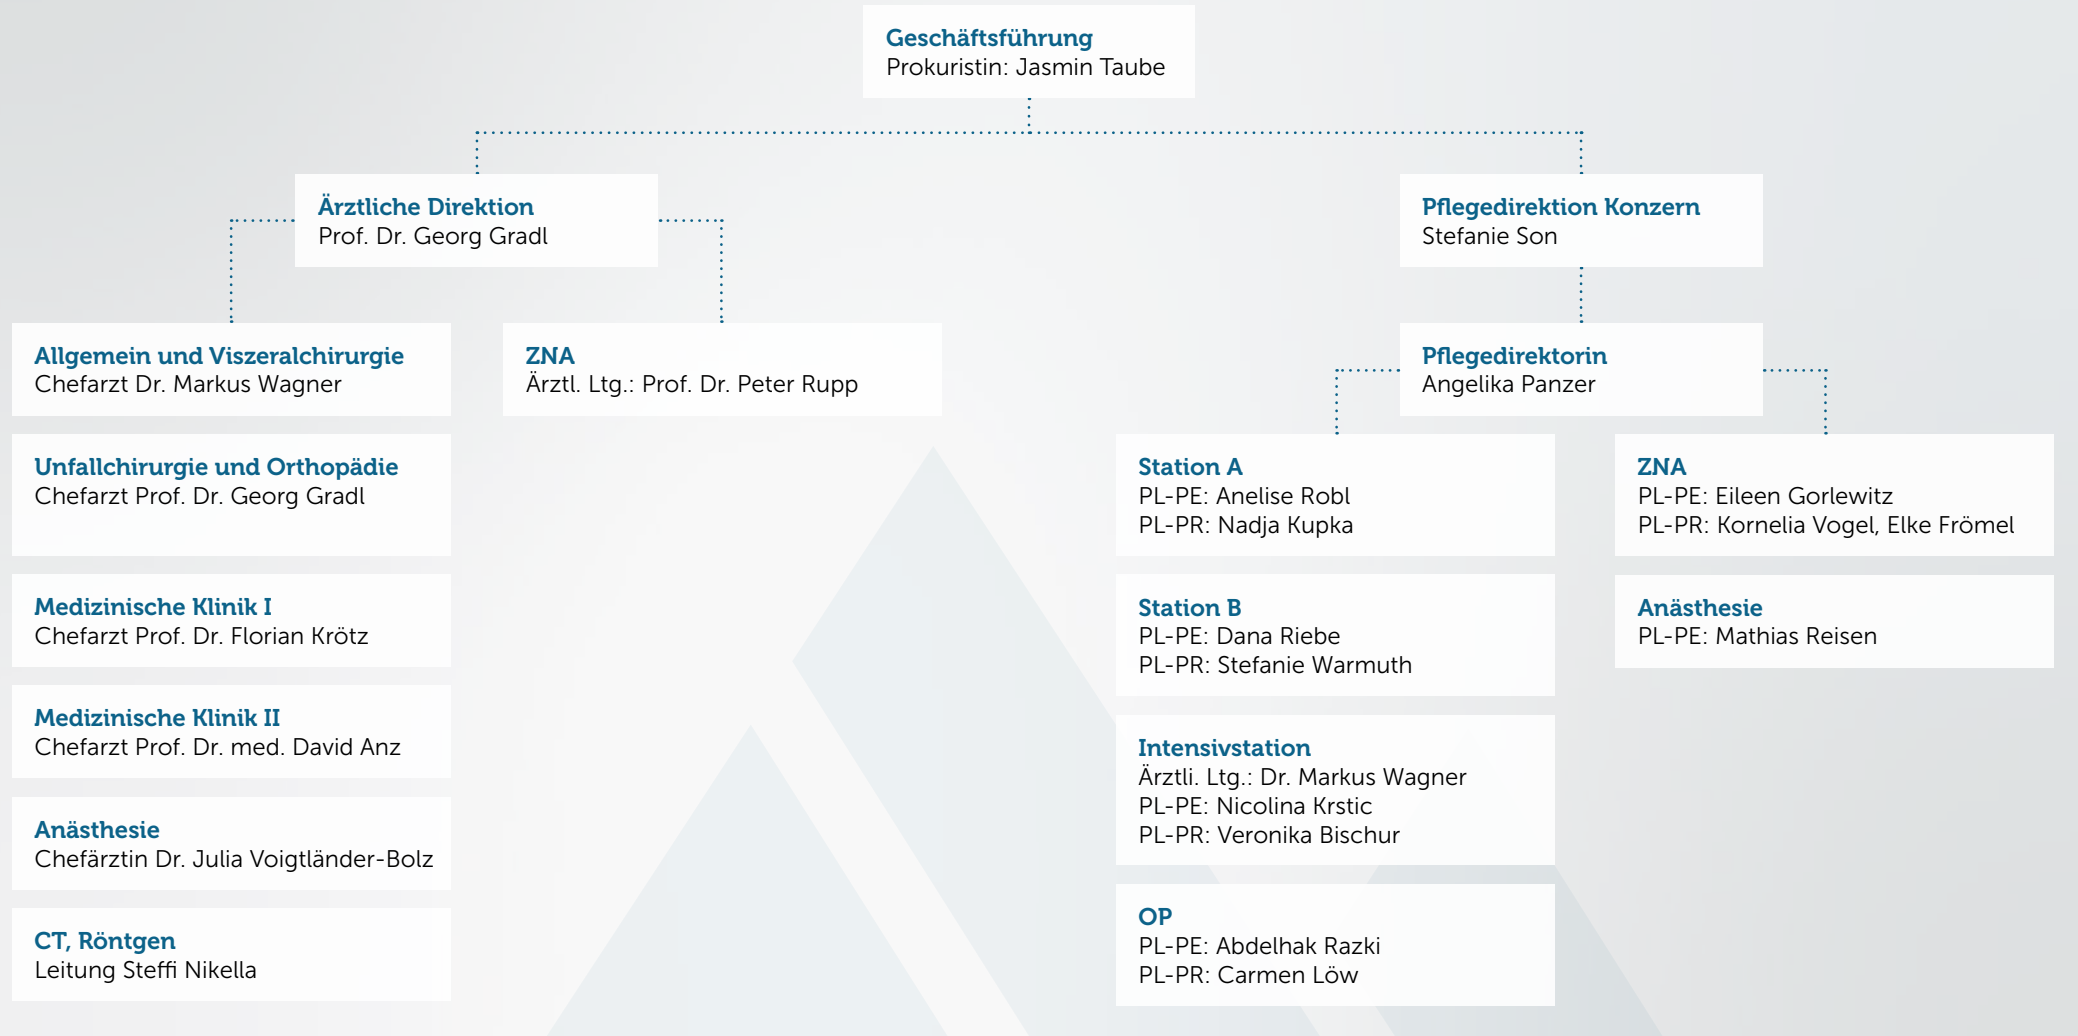 Geschäftsführung
Prokuristin: Jasmin Taube
Ärztliche Direktion
Prof. Dr. Georg Gradl
Pflegedirektion Konzern
Stefanie Son
Allgemein und Viszeralchirurgie
Chefarzt Dr. Markus Wagner
ZNA
Ärztl. Ltg.: Prof. Dr. Peter Rupp
Pflegedirektorin
Angelika Panzer
Unfallchirurgie und Orthopädie
Chefarzt Prof. Dr. Georg Gradl
Medizinische Klinik I
Chefarzt Prof. Dr. Florian Krötz
Medizinische Klinik II
Chefarzt Prof. Dr. med. David Anz
Anästhesie
Chefärztin Dr. Julia Voigtländer-Bolz
CT, Röntgen
Leitung Steffi Nikella
Station A
PL-PE: Anelise Robl
PL-PR: Nadja Kupka
Station B
PL-PE: Dana Riebe
PL-PR: Stefanie Warmuth
Intensivstation
Ärztli. Ltg.: Dr. Markus Wagner
PL-PE: Nicolina Krstic
PL-PR: Veronika Bischur
OP
PL-PE: Abdelhak Razki
PL-PR: Carmen Löw
ZNA
PL-PE: Eileen Gorlewitz
PL-PR: Kornelia Vogel, Elke Frömel
Anästhesie
PL-PE: Mathias Reisen